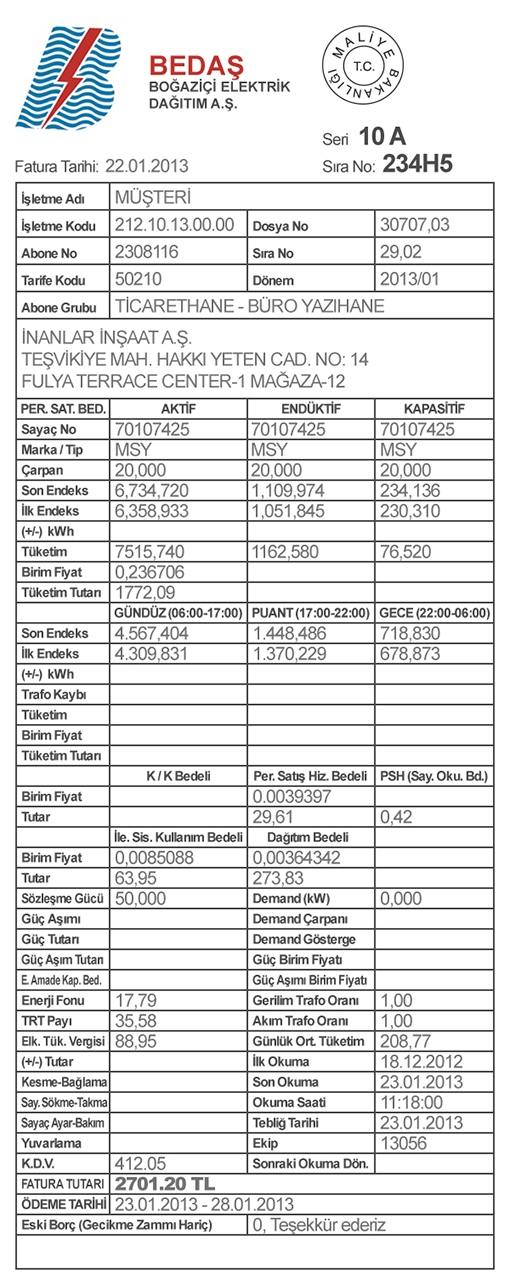 BEDAŞ
BOĞAZİÇİ ELEKTRİK
DAĞITIM A.Ş.
MALİYE BAKANLIĞI
T.C.
Seri 10 A
Fatura Tarihi: 22.01.2013 Sıra No: 234H5
İşletme Adı MÜŞTERİ
İşletme Kodu 212.10.13.00.00 Dosya No 30707,03
Abone No 2308116 Sıra No 29,02
Tarife Kodu 50210 Dönem 2013/01
Abone Grubu TİCARETHANE - BÜRO YAZIHANE
İNANLAR İNŞAAT A.Ş.
TEŞVİKİYE MAH. HAKKI YETEN CAD. NO: 14
FULYA TERRACE CENTER-1 MAĞAZA-12
PER. SAT. BED. AKTİF ENDÜKTİF KAPASİTİF
Sayaç No 70107425 70107425 70107425
Marka / Tip MSY MSY MSY
Çarpan 20,000 20,000 20,000
Son Endeks 6,734,720 1,109,974 234,136
İlk Endeks 6,358,933 1,051,845 230,310
(+/-) kWh
Tüketim 7515,740 1162,580 76,520
Birim Fiyat 0,236706
Tüketim Tutarı 1772,09
GÜNDÜZ (06:00-17:00) PUANT (17:00-22:00) GECE (22:00-06:00)
Son Endeks 4.567,404 1.448,486 718,830
İlk Endeks 4.309,831 1.370,229 678,873
(+/-) kWh
Trafo Kaybı
Tüketim
Birim Fiyat
Tüketim Tutarı
K / K Bedeli Per. Satış Hiz. Bedeli PSH (Say. Oku. Bd.)
Birim Fiyat 0.0039397
Tutar 29,61 0,42
İle. Sis. Kullanım Bedeli Dağıtım Bedeli
Birim Fiyat 0,0085088 0,00364342
Tutar 63,95 273,83
Sözleşme Gücü 50,000 Demand (kW) 0,000
Güç Aşımı Demand Çarpanı
Güç Tutarı Demand Gösterge
Güç Aşım Tutarı Güç Birim Fiyatı
E. Amade Kap. Bed. Güç Aşımı Birim Fiyatı
Enerji Fonu 17,79 Gerilim Trafo Oranı 1,00
TRT Payı 35,58 Akım Trafo Oranı 1,00
Elk. Tük. Vergisi 88,95 Günlük Ort. Tüketim 208,77
(+/-) Tutar İlk Okuma 18.12.2012
Kesme-Bağlama Son Okuma 23.01.2013
Say. Sökme-Takma Okuma Saati 11:18:00
Sayaç Ayar-Bakım Tebliğ Tarihi 23.01.2013
Yuvarlama Ekip 13056
K.D.V. 412.05 Sonraki Okuma Dön.
FATURA TUTARI 2701.20 TL
ÖDEME TARİHİ 23.01.2013 - 28.01.2013
Eski Borç (Gecikme Zammı Hariç) 0, Teşekkür ederiz